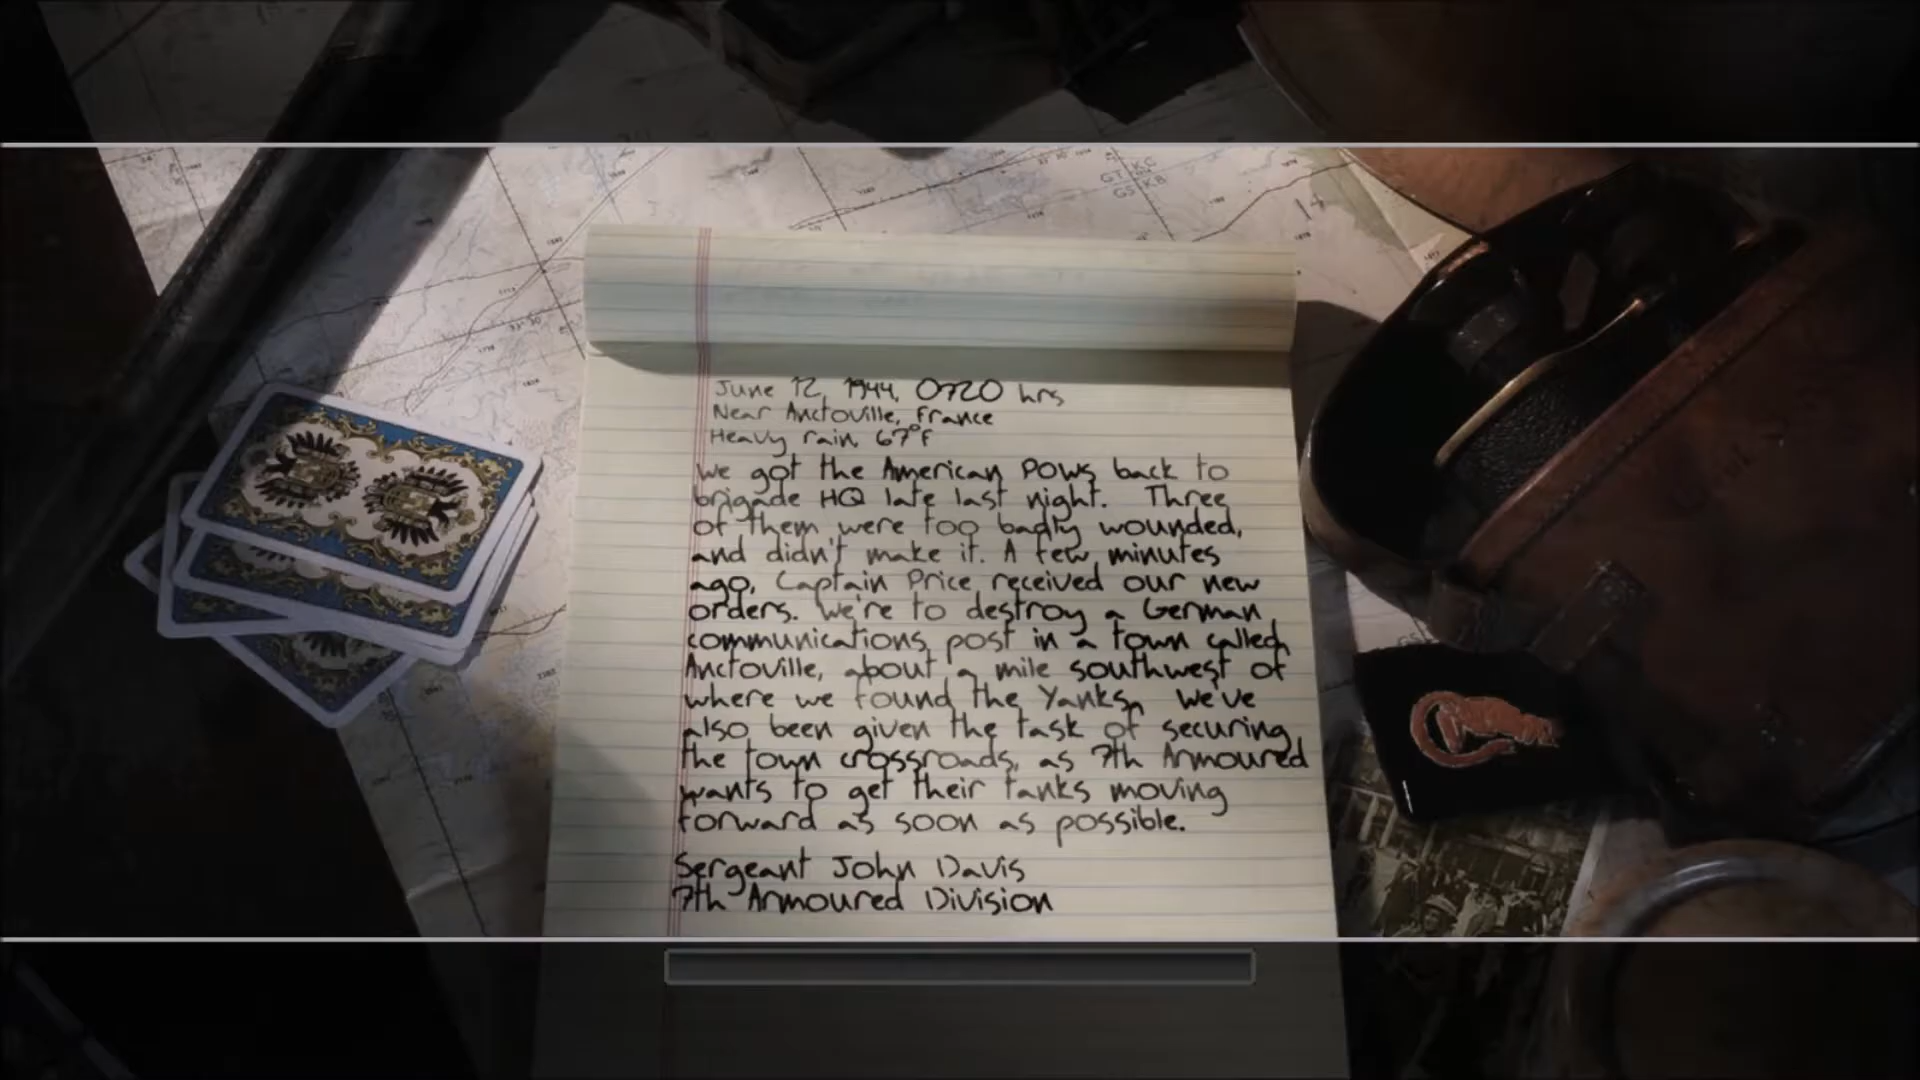 GT KC
GS KB
14
June 12, 1944, 0720 hrs
Near Anctoville, France
Heavy rain, 67°F
We got the American POWs back to
brigade HQ late last night. Three
of them were too badly wounded,
and didn't make it. A few minutes
ago, Captain Price received our new
orders. We're to destroy a German
communications post in a town called
Anctoville, about a mile southwest of
where we found the Yanks. We've
also been given the task of securing
the town crossroads, as 7th Armoured
wants to get their tanks moving
forward as soon as possible.
Sergeant John Davis
7th Armoured Division